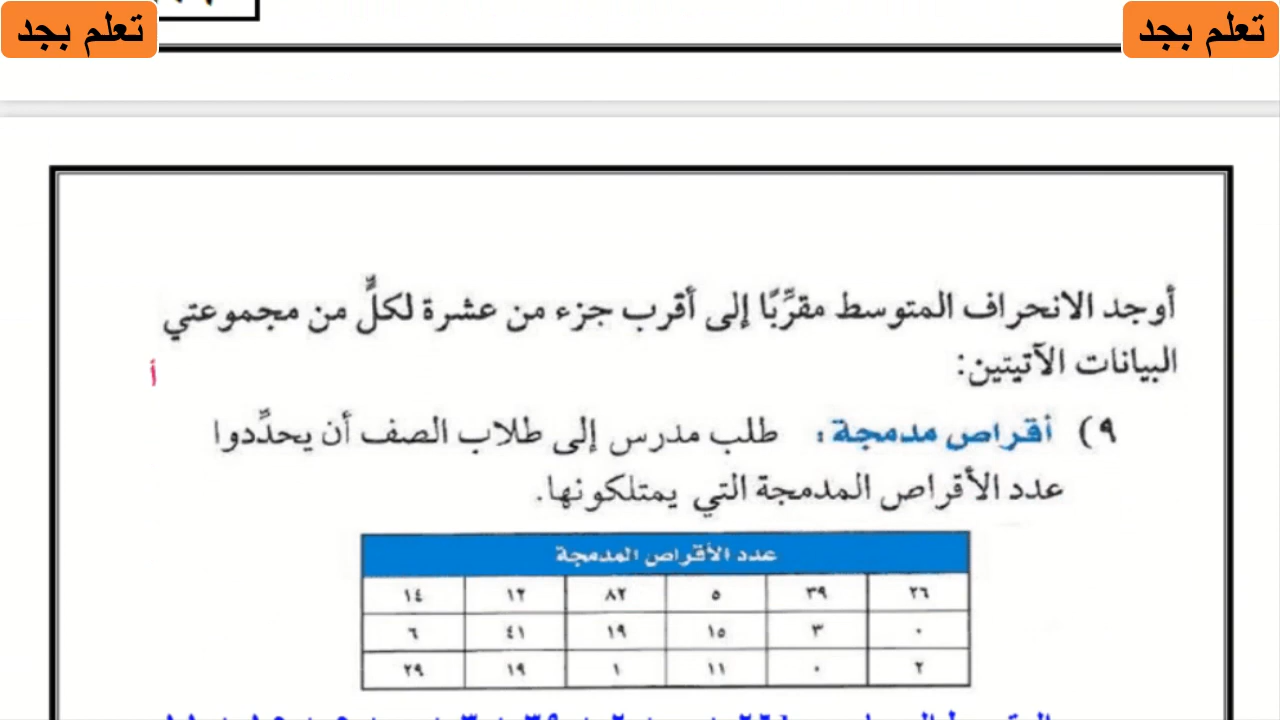 تعلم بجد
تعلم بجد
أوجد الانحراف المتوسط مقرِّبًا إلى أقرب جزء من عشرة لكلٍّ من مجموعتي
البيانات الآتيتين:
أ
٩) أقراص مدمجة: طلب مدرس إلى طلاب الصف أن يحدِّدوا
عدد الأقراص المدمجة التي يمتلكونها.
عدد الأقراص المدمجة
٢٦ ٣٩ ٥ ٨٢ ١٢ ١٤
٠ ٣ ١٥ ١٩ ٤١ ٦
٢ ٠ ١١ ١ ١٩ ٢٩